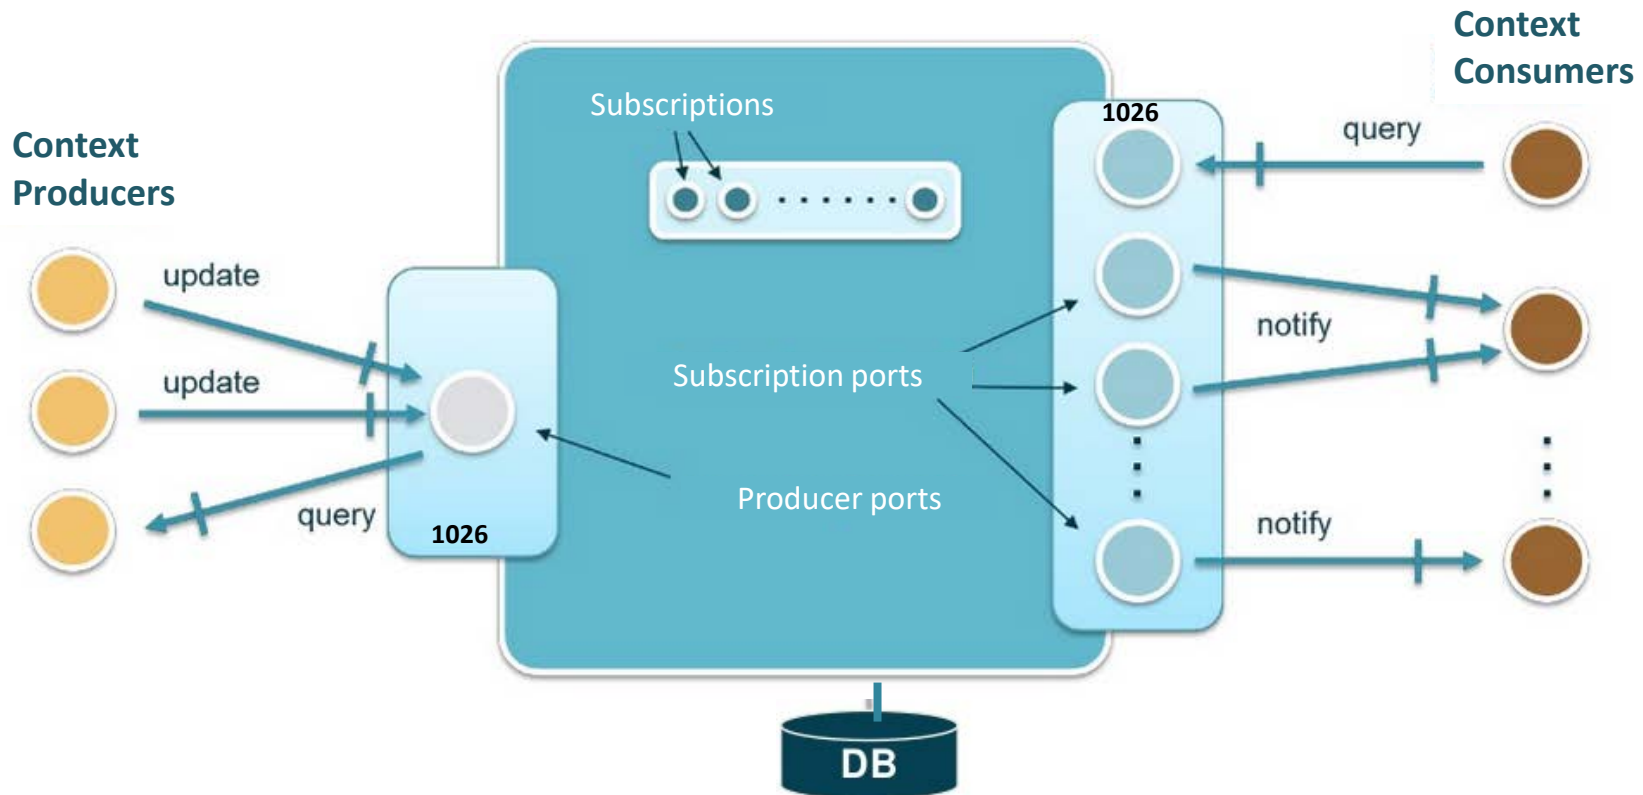 Context
Producers
update
update
query
1026
Subscriptions
Subscription ports
Producer ports
1026
Context
Consumers
query
notify
notify
DB